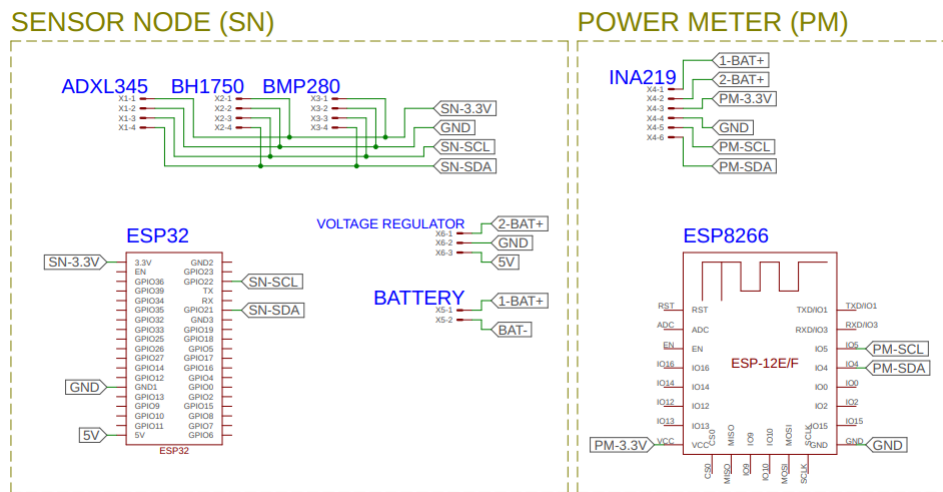 SENSOR NODE (SN)
ADXL345
X1-1
X1-2
X1-3
X1-4
BH1750
X2-1
X2-2
X2-3
X2-4
BMP280
X3-1
X3-2
X3-3
X3-4
SN-3.3V
GND
SN-SCL
SN-SDA
ESP32
SN-3.3V
GND
5V
3.3V
EN
GPIO36
GPIO39
GPIO34
GPIO35
GPIO32
GPIO33
GPIO25
GPIO26
GPIO27
GPIO14
GPIO12
GND1
GPIO13
GPIO9
GPIO10
GPIO11
5V
GND2
GPIO23
GPIO22
TX
RX
GPIO21
GND3
GPIO19
GPIO18
GPIO5
GPIO17
GPIO16
GPIO4
GPIO0
GPIO2
GPIO15
GPIO8
GPIO7
GPIO6
SN-SCL
SN-SDA
ESP32
VOLTAGE REGULATOR
X6-1
X6-2
X6-3
2-BAT+
GND
5V
BATTERY
X5-1
X5-2
1-BAT+
BAT-
POWER METER (PM)
INA219
X4-1
X4-2
X4-3
X4-4
X4-5
X4-6
1-BAT+
2-BAT+
PM-3.3V
GND
PM-SCL
PM-SDA
ESP8266
RST
ADC
EN
IO16
IO14
IO12
IO13
VCC
PM-3.3V
RST
ADC
EN
IO16
IO14
IO12
IO13
VCC
ESP-12E/F
TXD/IO1
RXD/IO3
IO5
IO4
IO0
IO2
IO15
GND
TXD/IO1
RXD/IO3
IO5
IO4
IO0
IO2
IO15
GND
PM-SCL
PM-SDA
GND
CS0
MISO
IO9
IO10
MOSI
SCLK
CS0
MISO
IO9
IO10
MOSI
SCLK